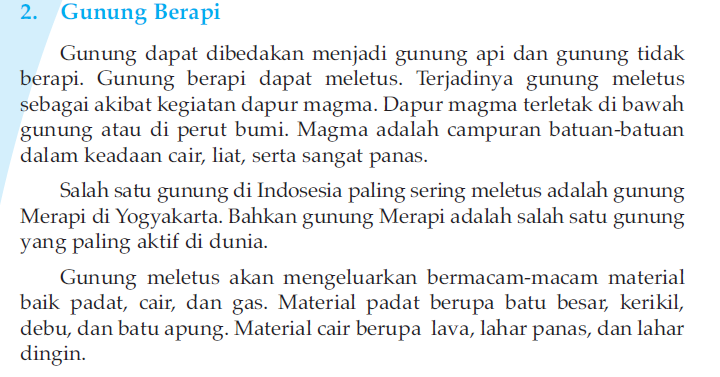 2. Gunung Berapi
Gunung dapat dibedakan menjadi gunung api dan gunung tidak
berapi. Gunung berapi dapat meletus. Terjadinya gunung meletus
sebagai akibat kegiatan dapur magma. Dapur magma terletak di bawah
gunung atau di perut bumi. Magma adalah campuran batuan-batuan
dalam keadaan cair, liat, serta sangat panas.
Salah satu gunung di Indosesia paling sering meletus adalah gunung
Merapi di Yogyakarta. Bahkan gunung Merapi adalah salah satu gunung
yang paling aktif di dunia.
Gunung meletus akan mengeluarkan bermacam-macam material
baik padat, cair, dan gas. Material padat berupa batu besar, kerikil,
debu, dan batu apung. Material cair berupa lava, lahar panas, dan lahar
dingin.